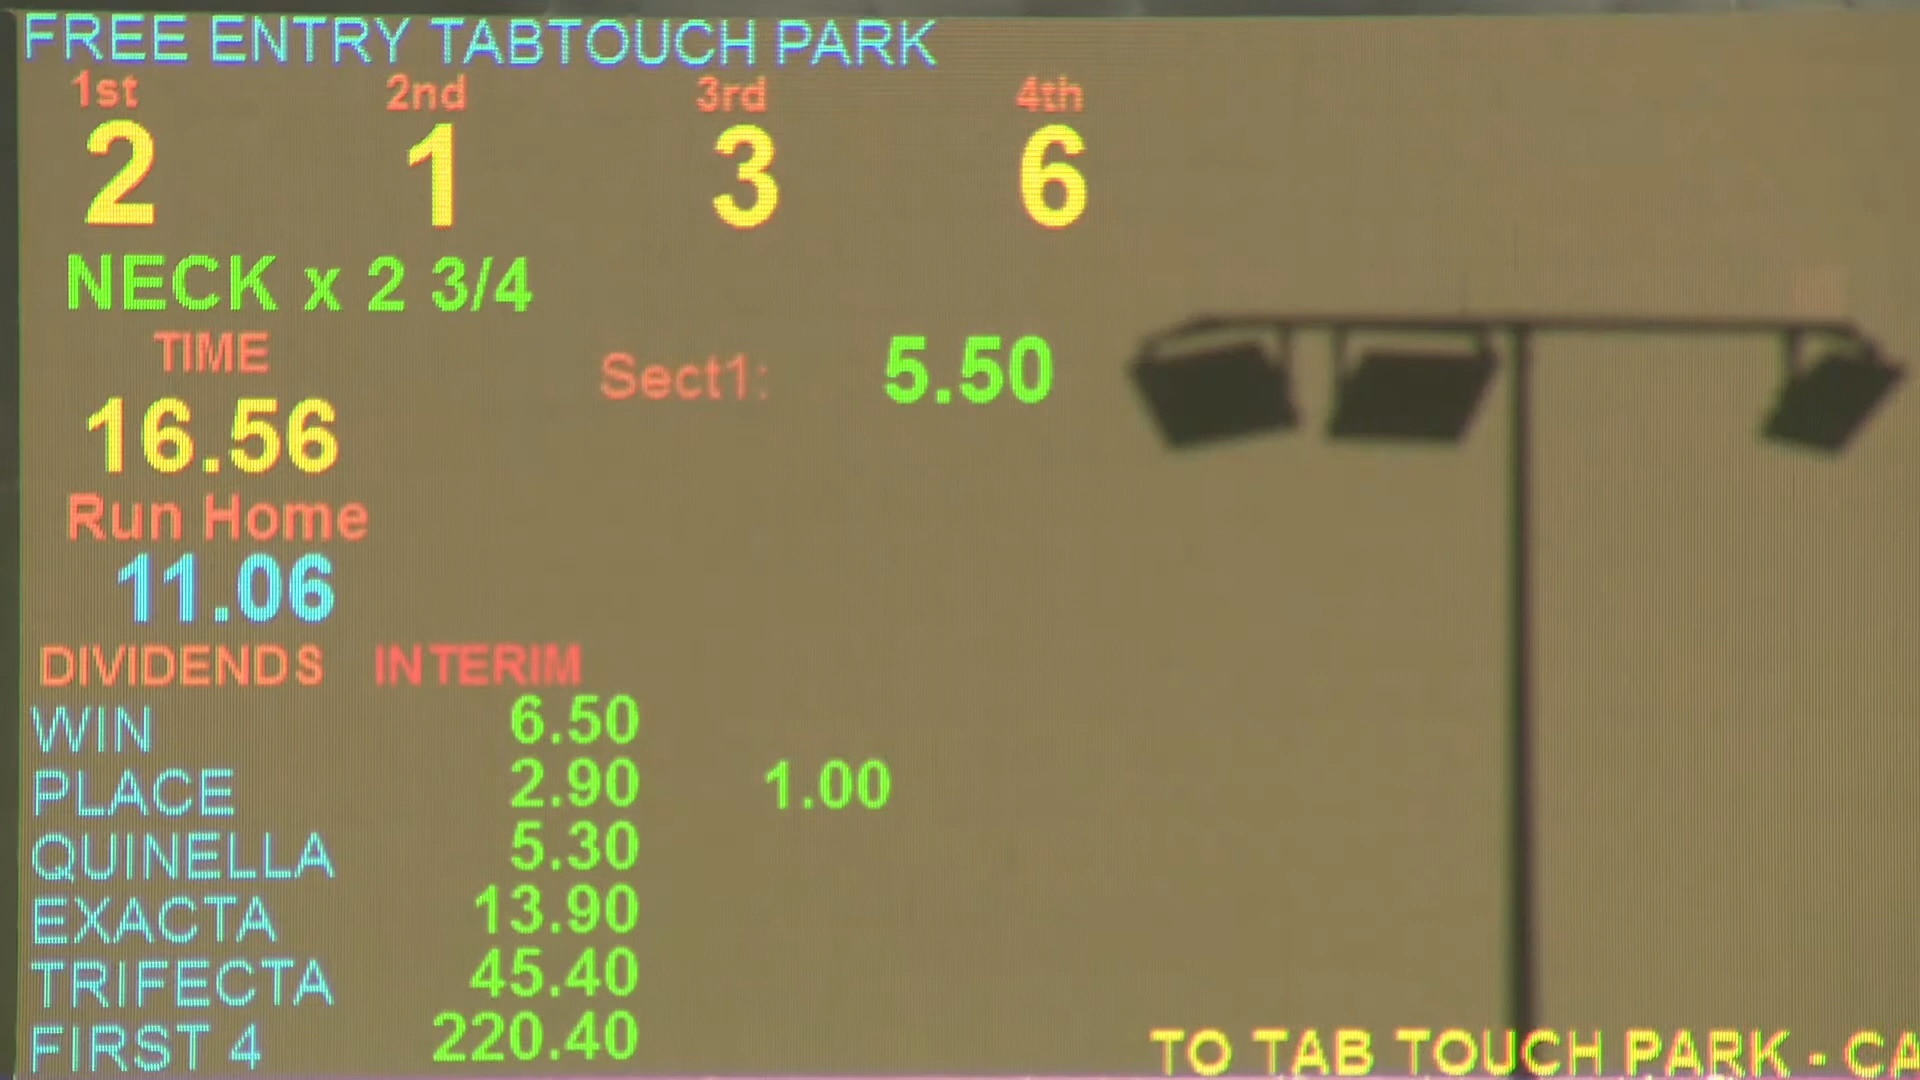 FREE ENTRY TABTOUCH PARK
1st 2nd 3rd 4th
2 1 3 6
NECK x 2 3/4
TIME
Sect1: 5.50
16.56
Run Home
11.06
DIVIDENDS INTERIM
WIN 6.50
PLACE 2.90 1.00
QUINELLA 5.30
EXACTA 13.90
TRIFECTA 45.40
FIRST 4 220.40
TO TAB TOUCH PARK - CA